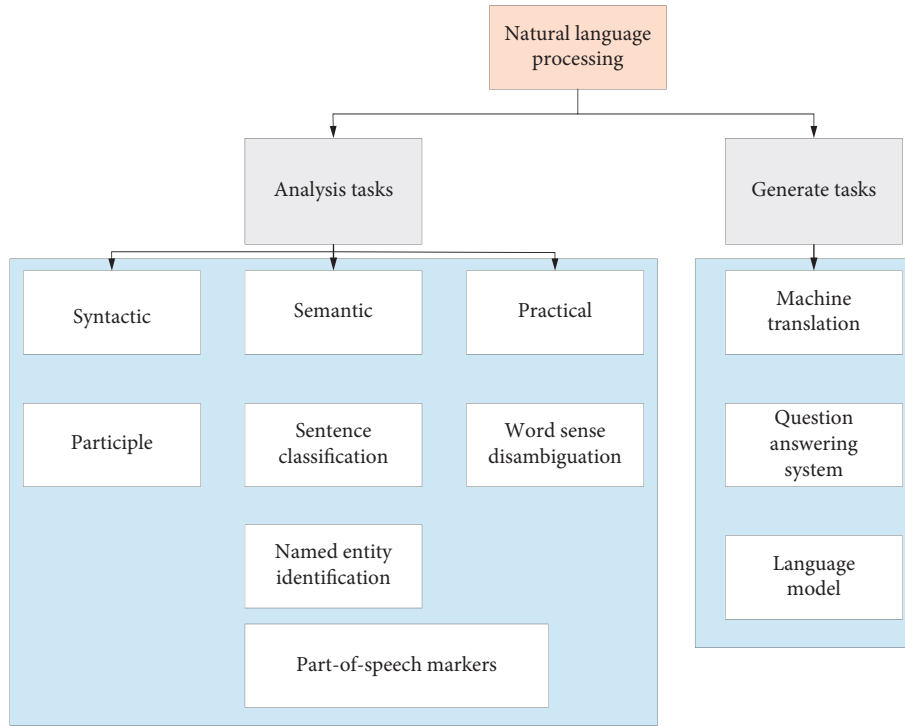 Natural language
processing
Analysis tasks
Generate tasks
Syntactic
Semantic
Practical
Machine
translation
Participle
Sentence
classification
Word sense
disambiguation
Question
answering
system
Named entity
identification
Language
model
Part-of-speech markers